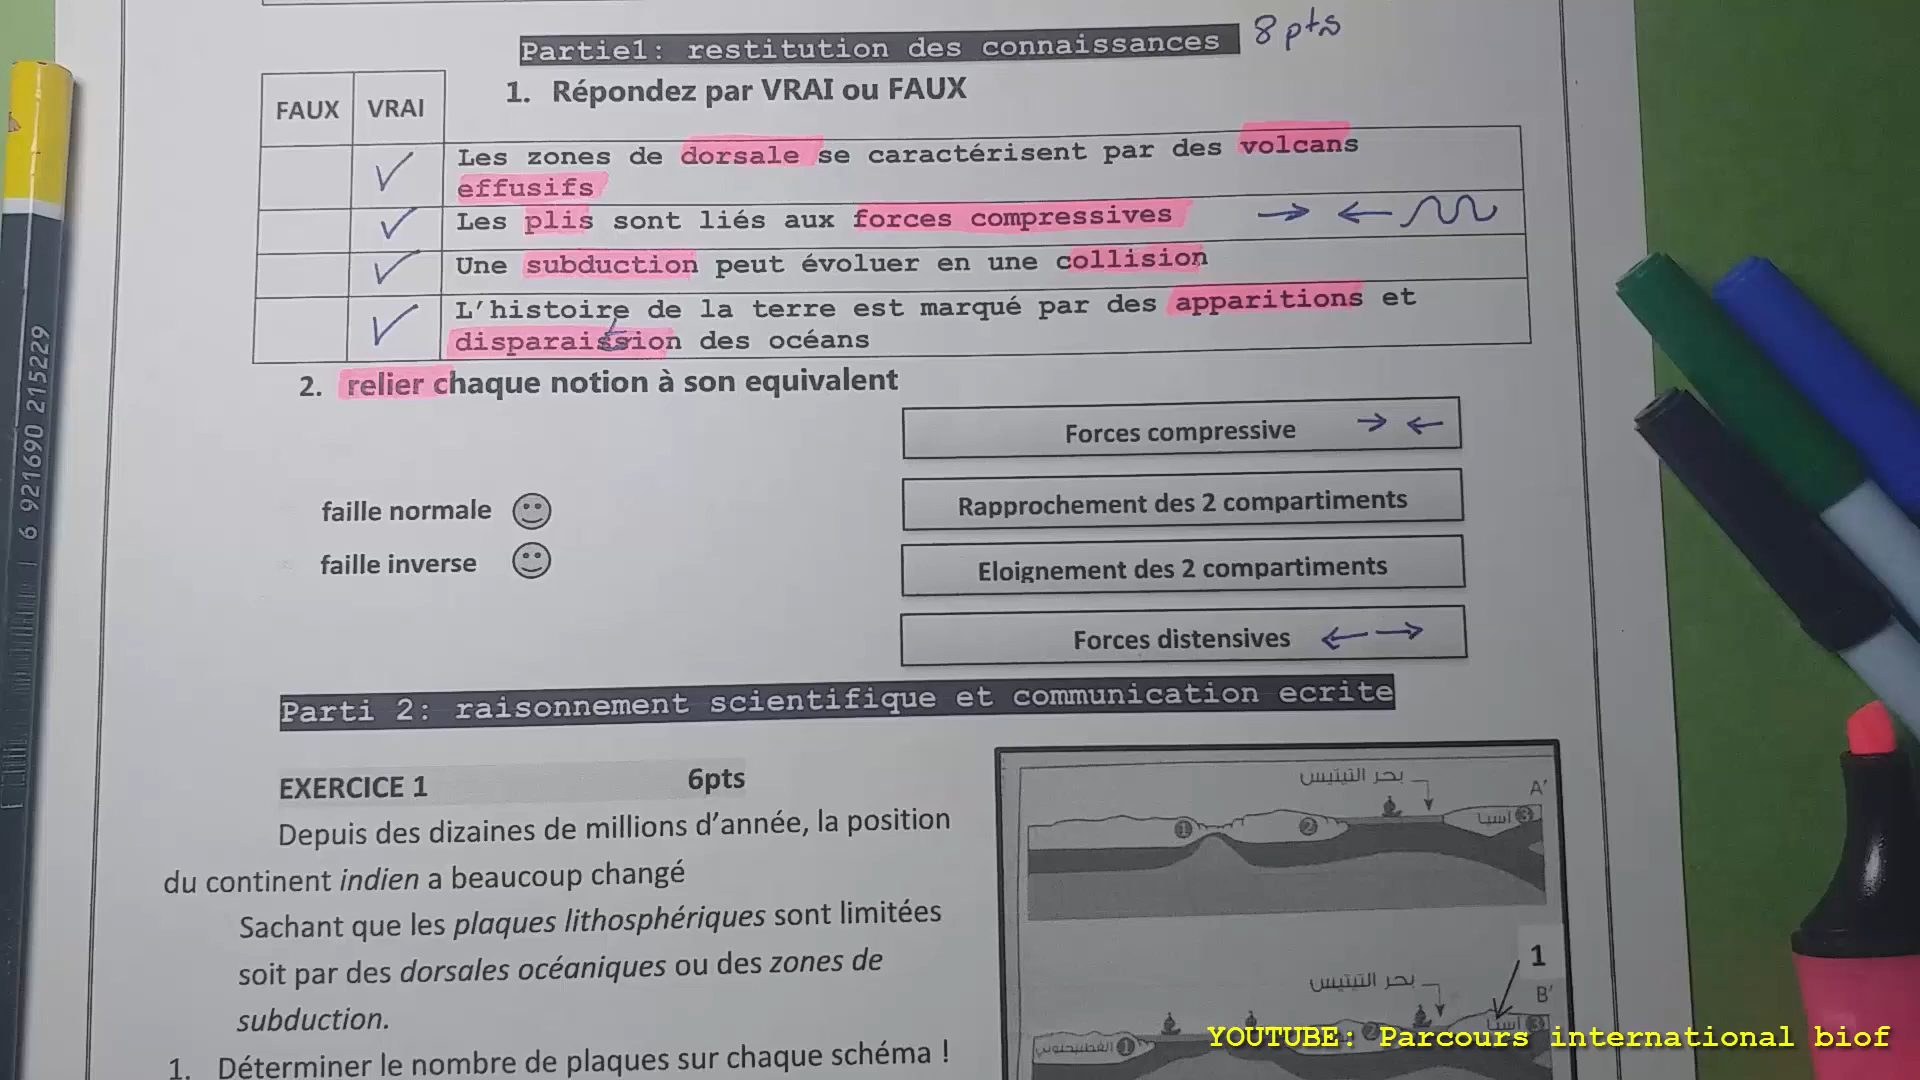 Partie1: restitution des connaissances 8 pts
FAUX VRAI
1. Répondez par VRAI ou FAUX
Les zones de dorsale se caractérisent par des volcans
effusifs
Les plis sont liés aux forces compressives
Une subduction peut évoluer en une collision
L'histoire de la terre est marqué par des apparitions et
disparaission des océans
2. relier chaque notion à son equivalent
Forces compressive
Rapprochement des 2 compartiments
faille normale
Eloignement des 2 compartiments
faille inverse
Forces distensives
Parti 2: raisonnement scientifique et communication ecrite
EXERCICE 1 6pts
Depuis des dizaines de millions d'année, la position
du continent indien a beaucoup changé
Sachant que les plaques lithosphériques sont limitées
soit par des dorsales océaniques ou des zones de
subduction.
1. Déterminer le nombre de plaques sur chaque schéma !
بحر التيتيس
A'
1 2 آسيا 3
بحر التيتيس
1
B'
1 2 آسيا 3
6 921690 215229
YOUTUBE: Parcours international biof